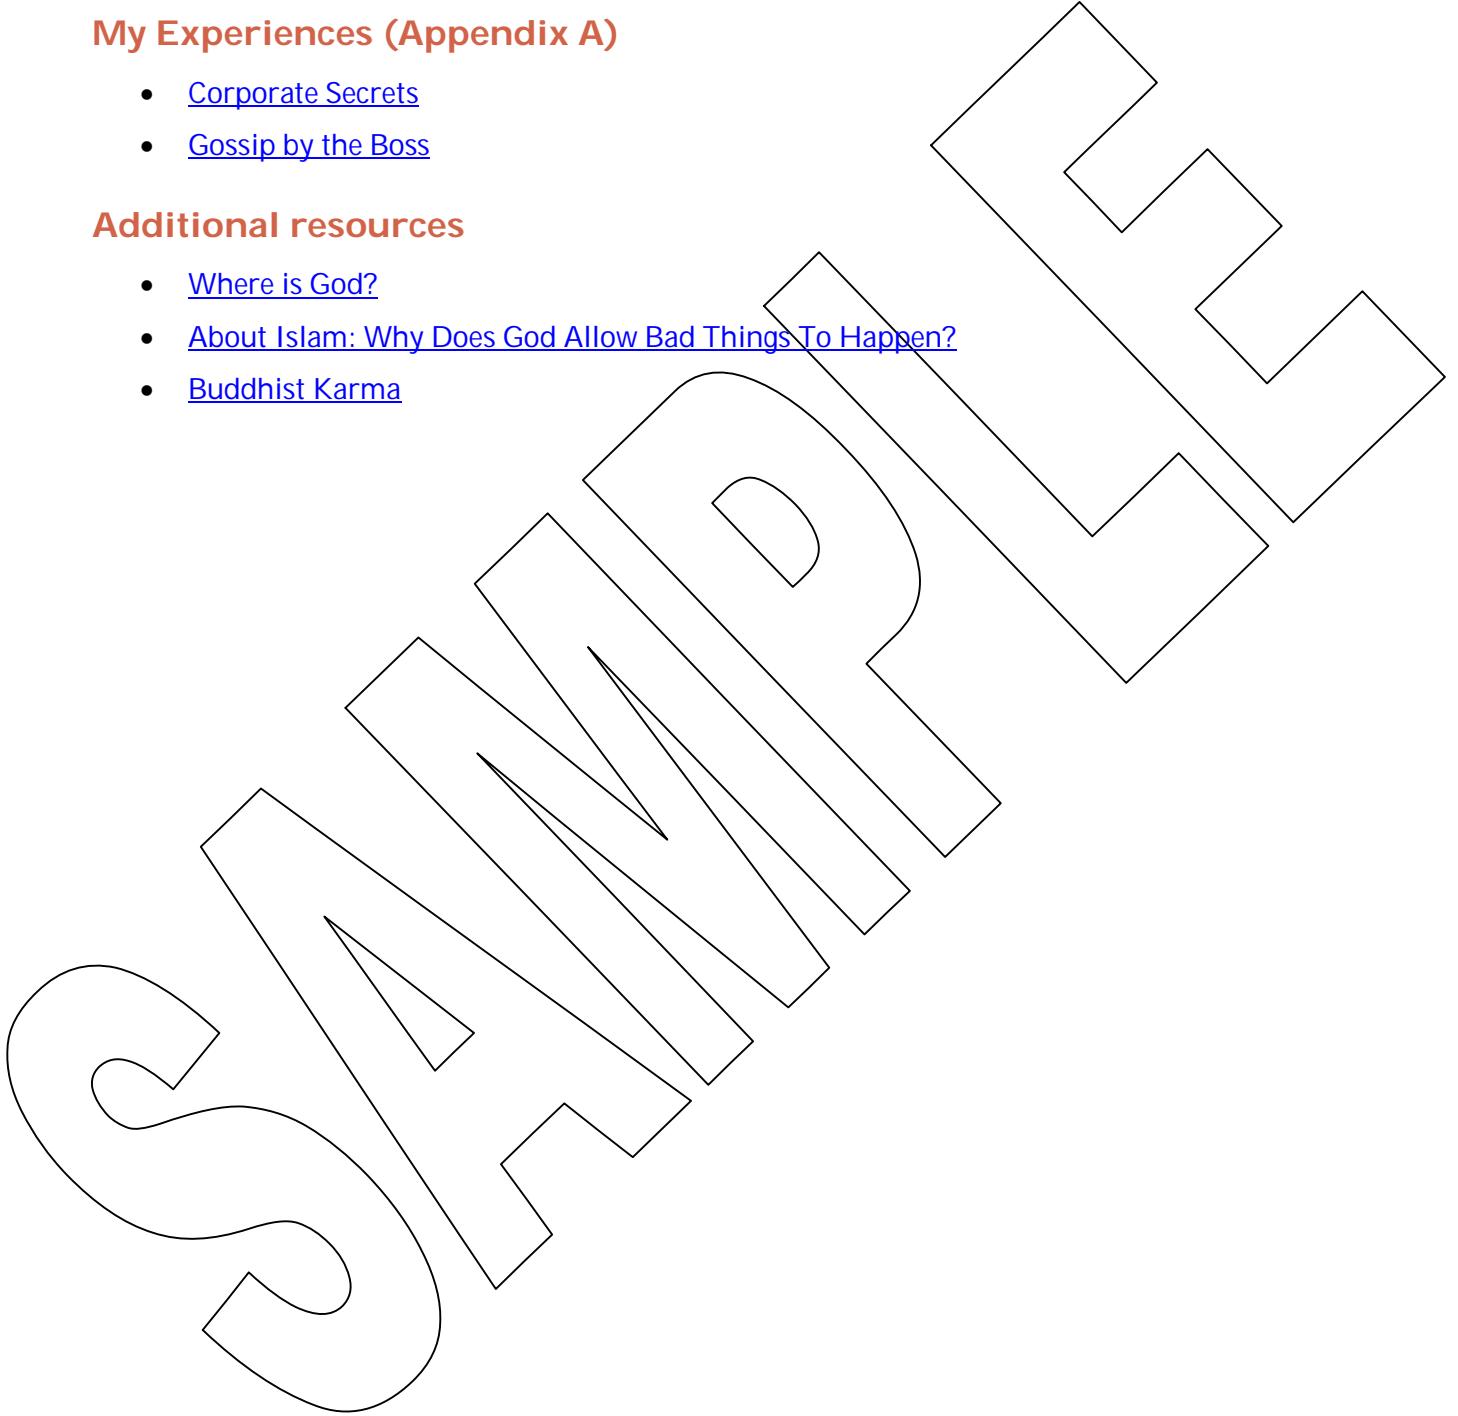 My Experiences (Appendix A)
• Corporate Secrets
• Gossip by the Boss
Additional resources
• Where is God?
• About Islam: Why Does God Allow Bad Things To Happen?
• Buddhist Karma
SAMPLE